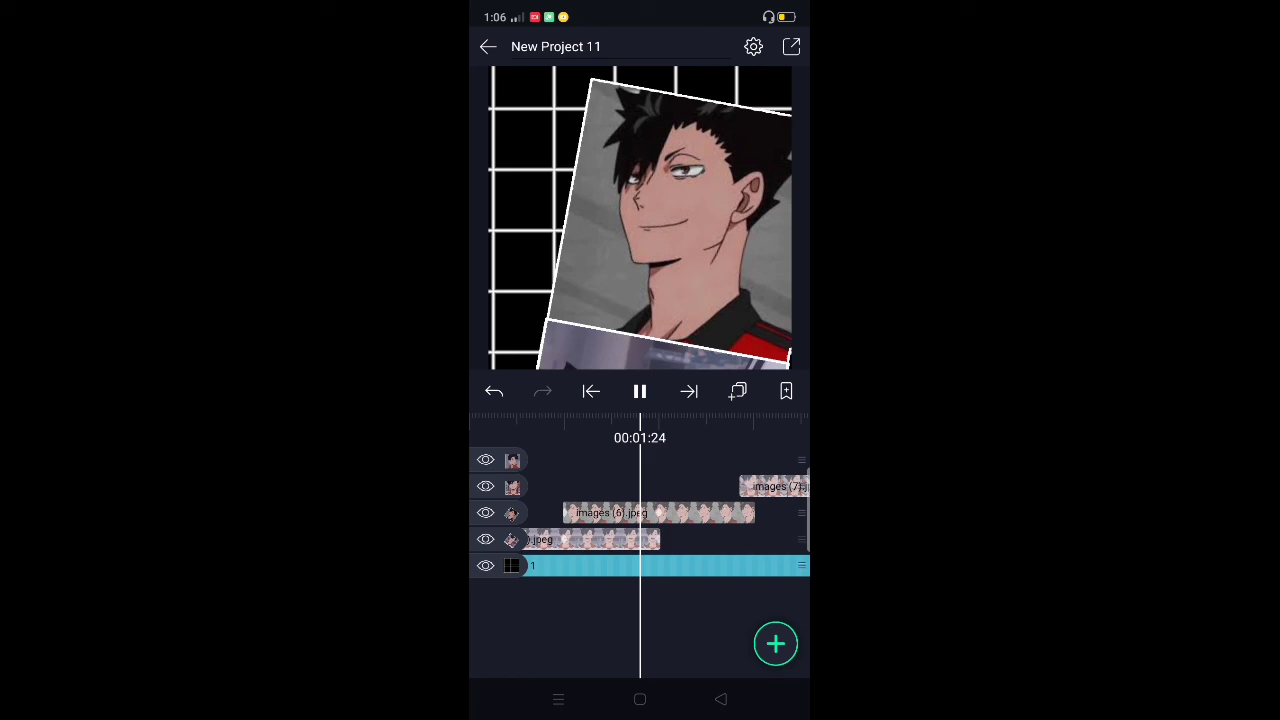 1:06
New Project 11
00:01:24
images (7).j
images (6).jpeg
).jpeg
1